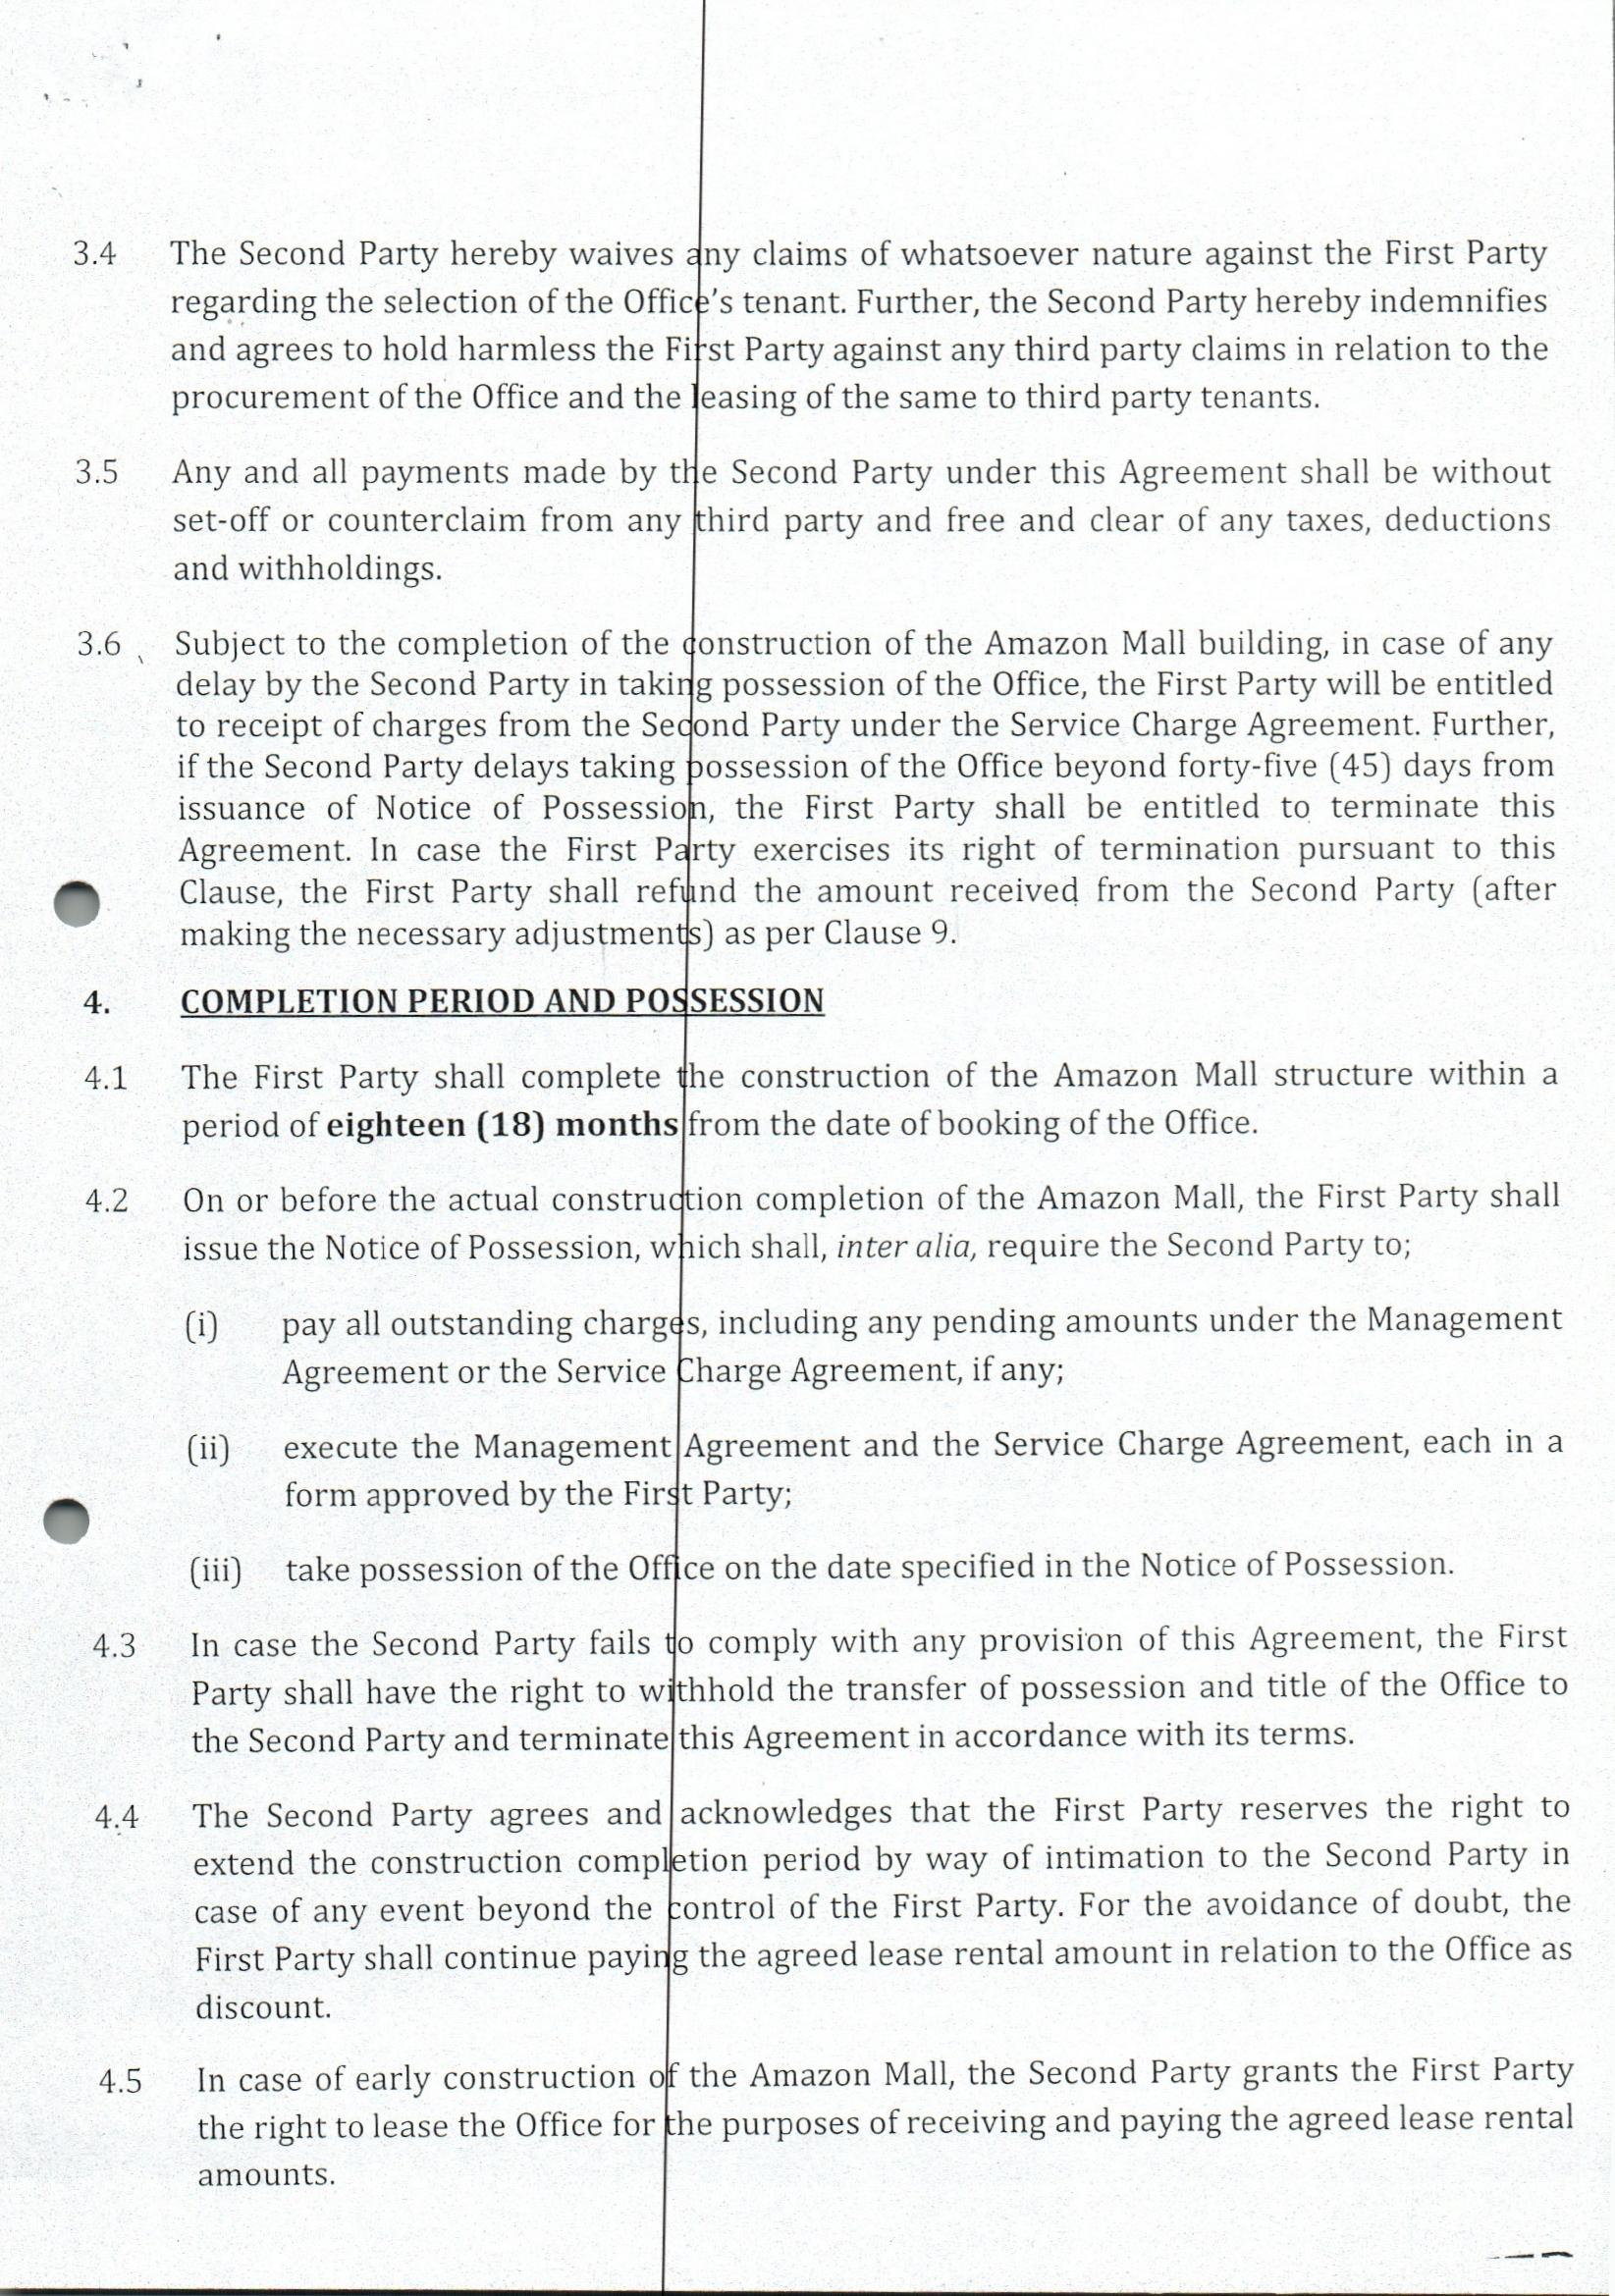 3.4 The Second Party hereby waives any claims of whatsoever nature against the First Party
regarding the selection of the Office's tenant. Further, the Second Party hereby indemnifies
and agrees to hold harmless the First Party against any third party claims in relation to the
procurement of the Office and the leasing of the same to third party tenants.
3.5 Any and all payments made by the Second Party under this Agreement shall be without
set-off or counterclaim from any third party and free and clear of any taxes, deductions
and withholdings.
3.6 Subject to the completion of the construction of the Amazon Mall building, in case of any
delay by the Second Party in taking possession of the Office, the First Party will be entitled
to receipt of charges from the Second Party under the Service Charge Agreement. Further,
if the Second Party delays taking possession of the Office beyond forty-five (45) days from
issuance of Notice of Possession, the First Party shall be entitled to terminate this
Agreement. In case the First Party exercises its right of termination pursuant to this
Clause, the First Party shall refund the amount received from the Second Party (after
making the necessary adjustments) as per Clause 9.
4. COMPLETION PERIOD AND POSSESSION
4.1 The First Party shall complete the construction of the Amazon Mall structure within a
period of eighteen (18) months from the date of booking of the Office.
4.2 On or before the actual construction completion of the Amazon Mall, the First Party shall
issue the Notice of Possession, which shall, inter alia, require the Second Party to;
(i) pay all outstanding charges, including any pending amounts under the Management
Agreement or the Service Charge Agreement, if any;
(ii) execute the Management Agreement and the Service Charge Agreement, each in a
form approved by the First Party;
(iii) take possession of the Office on the date specified in the Notice of Possession.
4.3 In case the Second Party fails to comply with any provision of this Agreement, the First
Party shall have the right to withhold the transfer of possession and title of the Office to
the Second Party and terminate this Agreement in accordance with its terms.
4.4 The Second Party agrees and acknowledges that the First Party reserves the right to
extend the construction completion period by way of intimation to the Second Party in
case of any event beyond the control of the First Party. For the avoidance of doubt, the
First Party shall continue paying the agreed lease rental amount in relation to the Office as
discount.
4.5 In case of early construction of the Amazon Mall, the Second Party grants the First Party
the right to lease the Office for the purposes of receiving and paying the agreed lease rental
amounts.